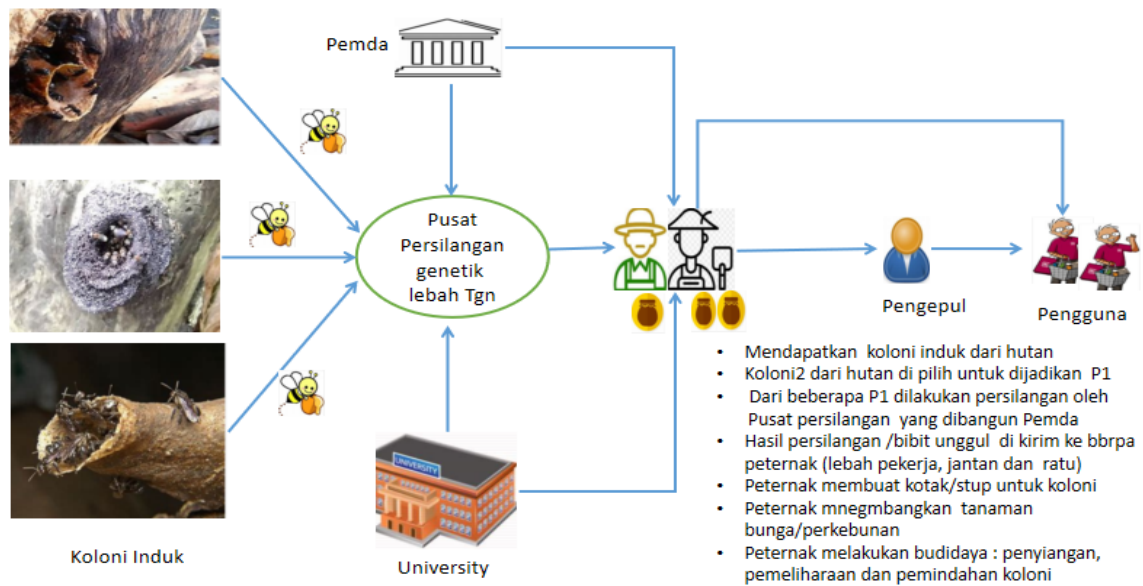 Pemda
Pusat
Persilangan
genetik
lebah Tgn
Pengepul
Pengguna
Koloni Induk
UNIVERSITY
University
• Mendapatkan koloni induk dari hutan
• Koloni2 dari hutan di pilih untuk dijadikan P1
• Dari beberapa P1 dilakukan persilangan oleh
Pusat persilangan yang dibangun Pemda
• Hasil persilangan /bibit unggul di kirim ke bbrpa
peternak (lebah pekerja, jantan dan ratu)
• Peternak membuat kotak/stup untuk koloni
• Peternak mnegmbangkan tanaman
bunga/perkebunan
• Peternak melakukan budidaya : penyiangan,
pemeliharaan dan pemindahan koloni